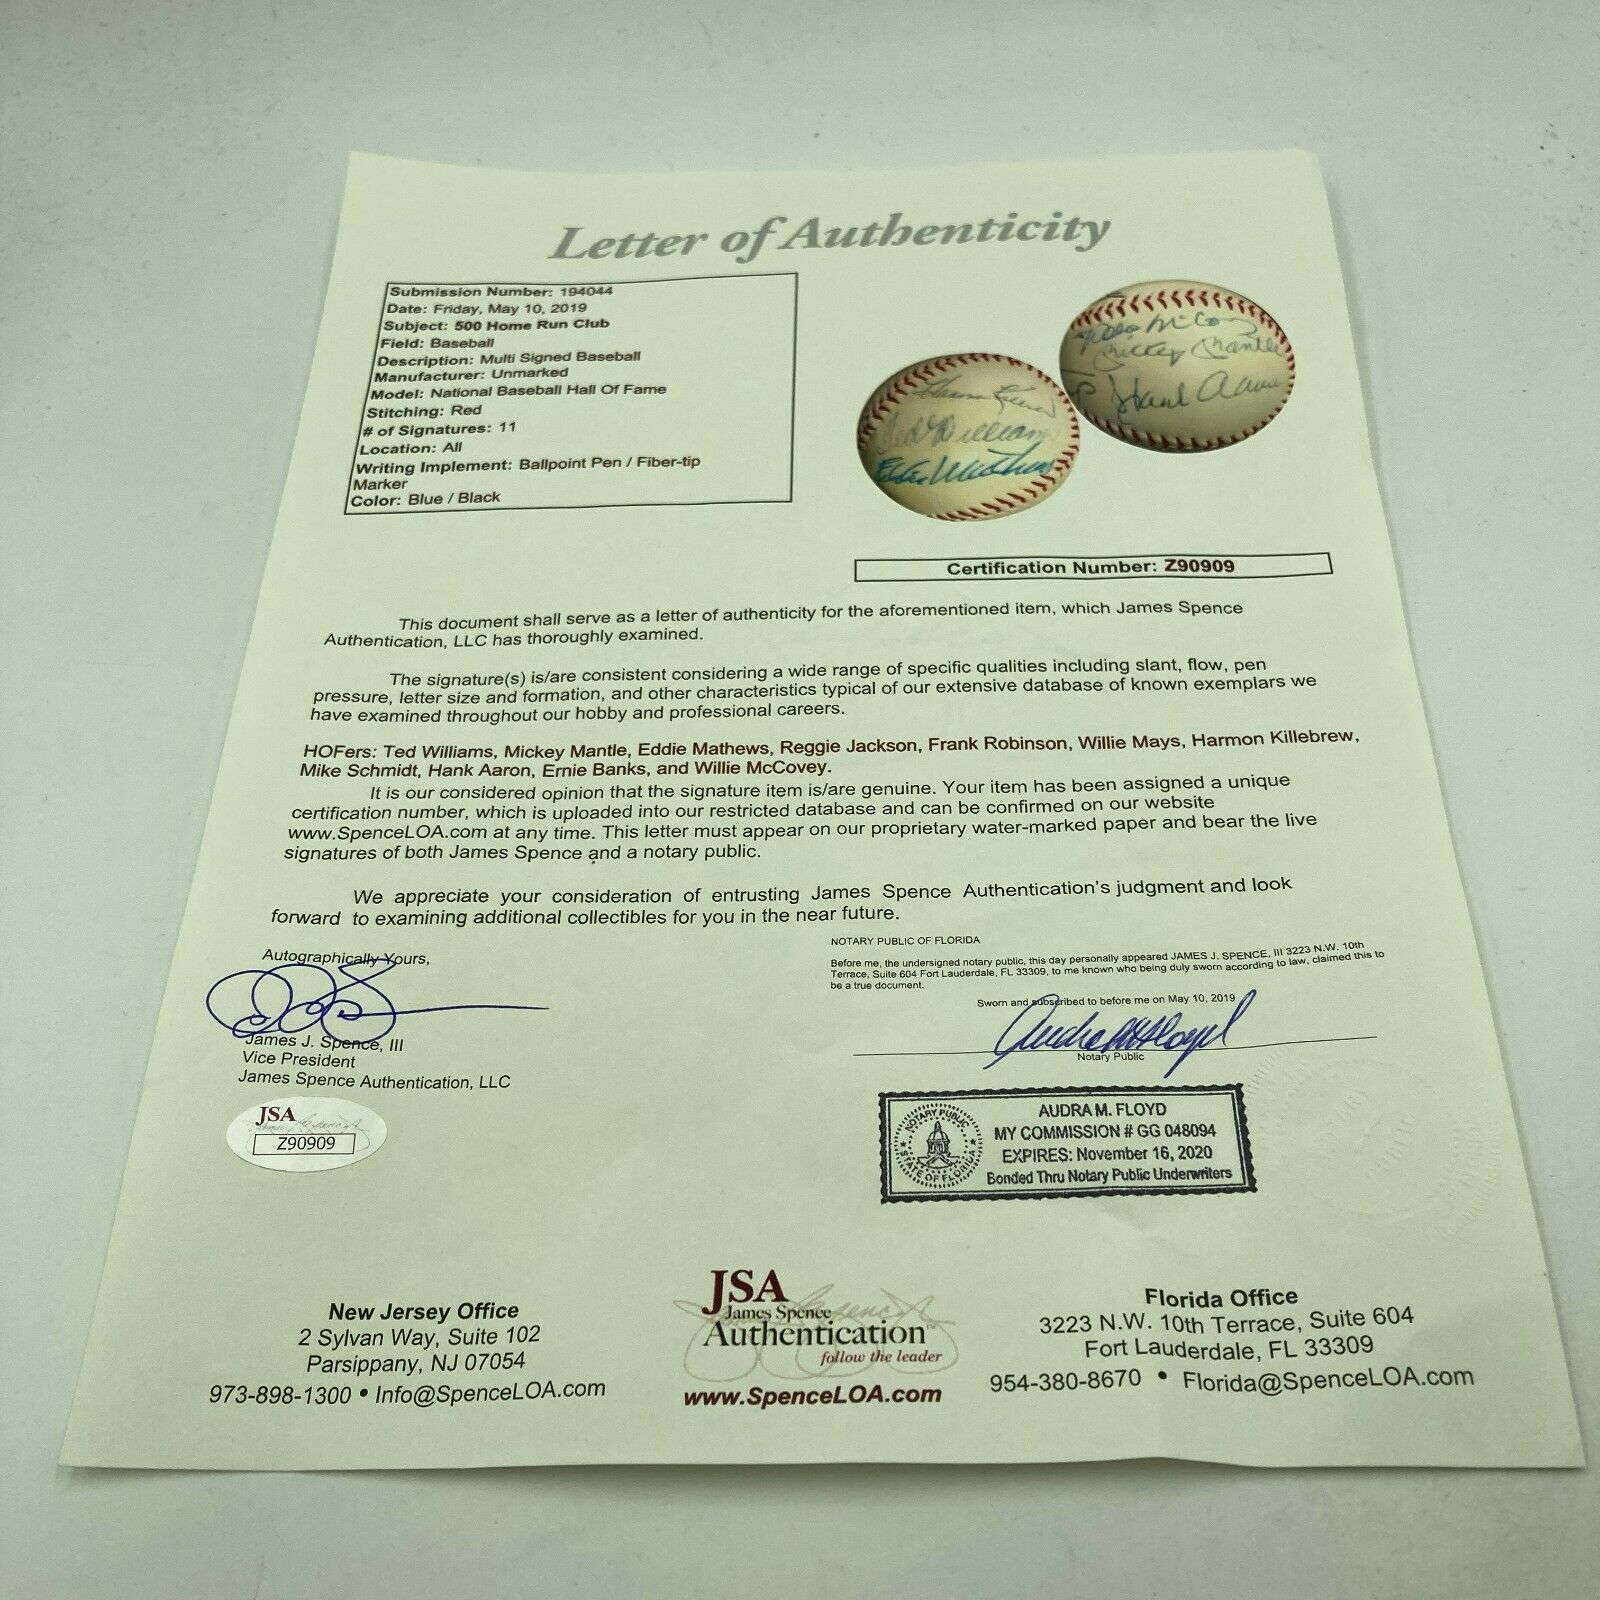 Letter of Authenticity
Submission Number: 194044
Date: Friday, May 10, 2019
Subject: 500 Home Run Club
Field: Baseball
Description: Multi Signed Baseball
Manufacturer: Unmarked
Model: National Baseball Hall Of Fame
Stitching: Red
# of Signatures: 11
Location: All
Writing Implement: Ballpoint Pen / Fiber-tip
Marker
Color: Blue / Black
Willie McCovey
Mickey Mantle
Hank Aaron
Ted Williams
Eddie Mathews
Certification Number: Z90909
This document shall serve as a letter of authenticity for the aforementioned item, which James Spence
Authentication, LLC has thoroughly examined.
The signature(s) is/are consistent considering a wide range of specific qualities including slant, flow, pen
pressure, letter size and formation, and other characteristics typical of our extensive database of known exemplars we
have examined throughout our hobby and professional careers.
HOFers: Ted Williams, Mickey Mantle, Eddie Mathews, Reggie Jackson, Frank Robinson, Willie Mays, Harmon Killebrew,
Mike Schmidt, Hank Aaron, Ernie Banks, and Willie McCovey.
It is our considered opinion that the signature item is/are genuine. Your item has been assigned a unique
certification number, which is uploaded into our restricted database and can be confirmed on our website
www.SpenceLOA.com at any time. This letter must appear on our proprietary water-marked paper and bear the live
signatures of both James Spence and a notary public.
We appreciate your consideration of entrusting James Spence Authentication's judgment and look
forward to examining additional collectibles for you in the near future.
Autographically Yours,
James J. Spence, III
Vice President
James Spence Authentication, LLC
JSA
Z90909
NOTARY PUBLIC OF FLORIDA
Before me, the undersigned notary public, this day personally appeared JAMES J. SPENCE, III 3223 N.W. 10th
Terrace, Suite 604 Fort Lauderdale, FL 33309, to me known who being duly sworn according to law, claimed this to
be a true document.
Sworn and subscribed to before me on May 10, 2019
Audra M Floyd
Notary Public
NOTARY PUBLIC
STATE OF FLORIDA
AUDRA M. FLOYD
MY COMMISSION # GG 048094
EXPIRES: November 16, 2020
Bonded Thru Notary Public Underwriters
New Jersey Office
2 Sylvan Way, Suite 102
Parsippany, NJ 07054
973-898-1300 • Info@SpenceLOA.com
JSA
James Spence
Authentication™
follow the leader
www.SpenceLOA.com
Florida Office
3223 N.W. 10th Terrace, Suite 604
Fort Lauderdale, FL 33309
954-380-8670 • Florida@SpenceLOA.com